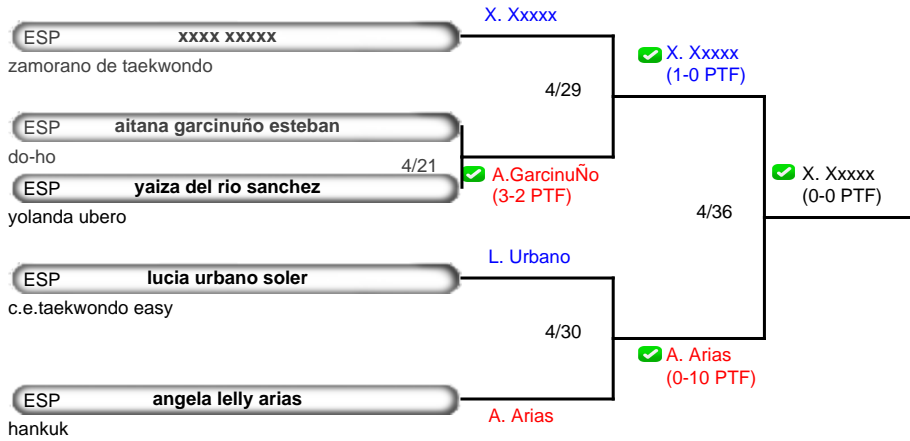 X. Xxxxx
ESP xxxx xxxxx
zamorano de taekwondo
X. Xxxxx
(1-0 PTF)
4/29
ESP aitana garcinuño esteban
do-ho
4/21
A.GarcinuÑo
(3-2 PTF)
X. Xxxxx
(0-0 PTF)
ESP yaiza del rio sanchez
yolanda ubero
4/36
L. Urbano
ESP lucia urbano soler
c.e.taekwondo easy
4/30
A. Arias
(0-10 PTF)
ESP angela lelly arias
A. Arias
hankuk